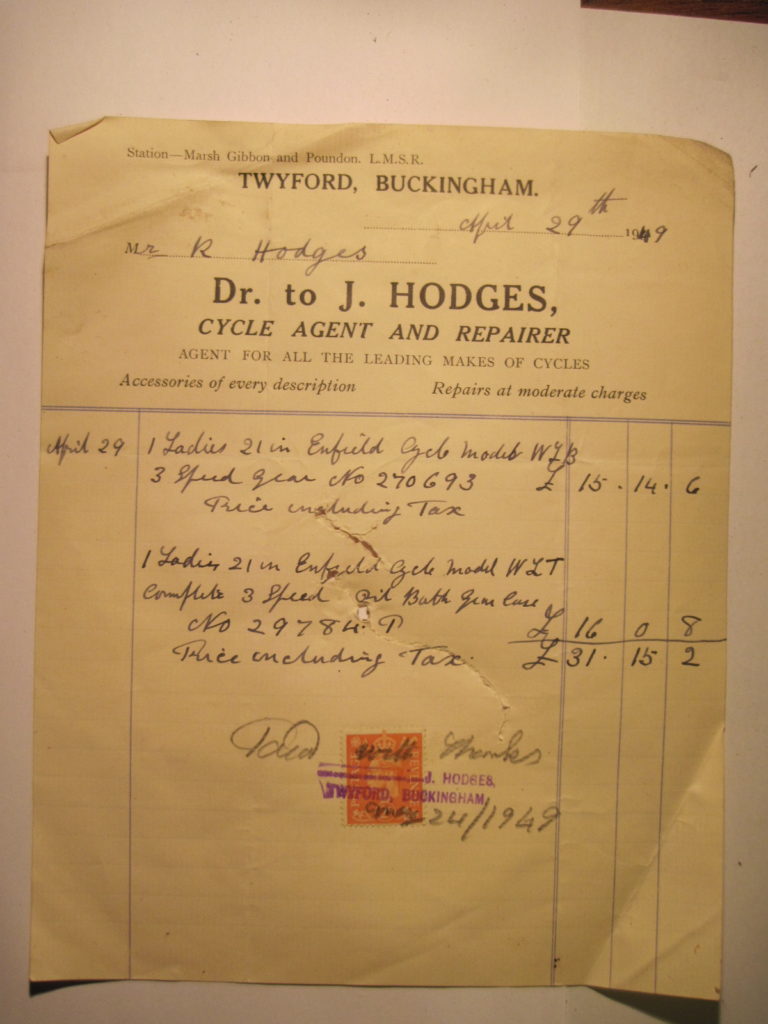 Station—Marsh Gibbon and Poundon. L.M.S.R.
TWYFORD, BUCKINGHAM.
April 29th 1949
Mr R Hodges
Dr. to J. HODGES,
CYCLE AGENT AND REPAIRER
AGENT FOR ALL THE LEADING MAKES OF CYCLES
Accessories of every description Repairs at moderate charges
April 29 1 Ladies 21 in Enfield Cycle Model WLB
3 Speed Gear No 270693 £ 15 . 14 . 6
Price including Tax
1 Ladies 21 in Enfield Cycle Model WLT
Complete 3 Speed Oil Bath Gear Case
No 29784 P £ 16 0 8
Price including Tax £ 31 . 15 2
Paid with thanks
J. HODGES,
TWYFORD, BUCKINGHAM,
May 24/1949